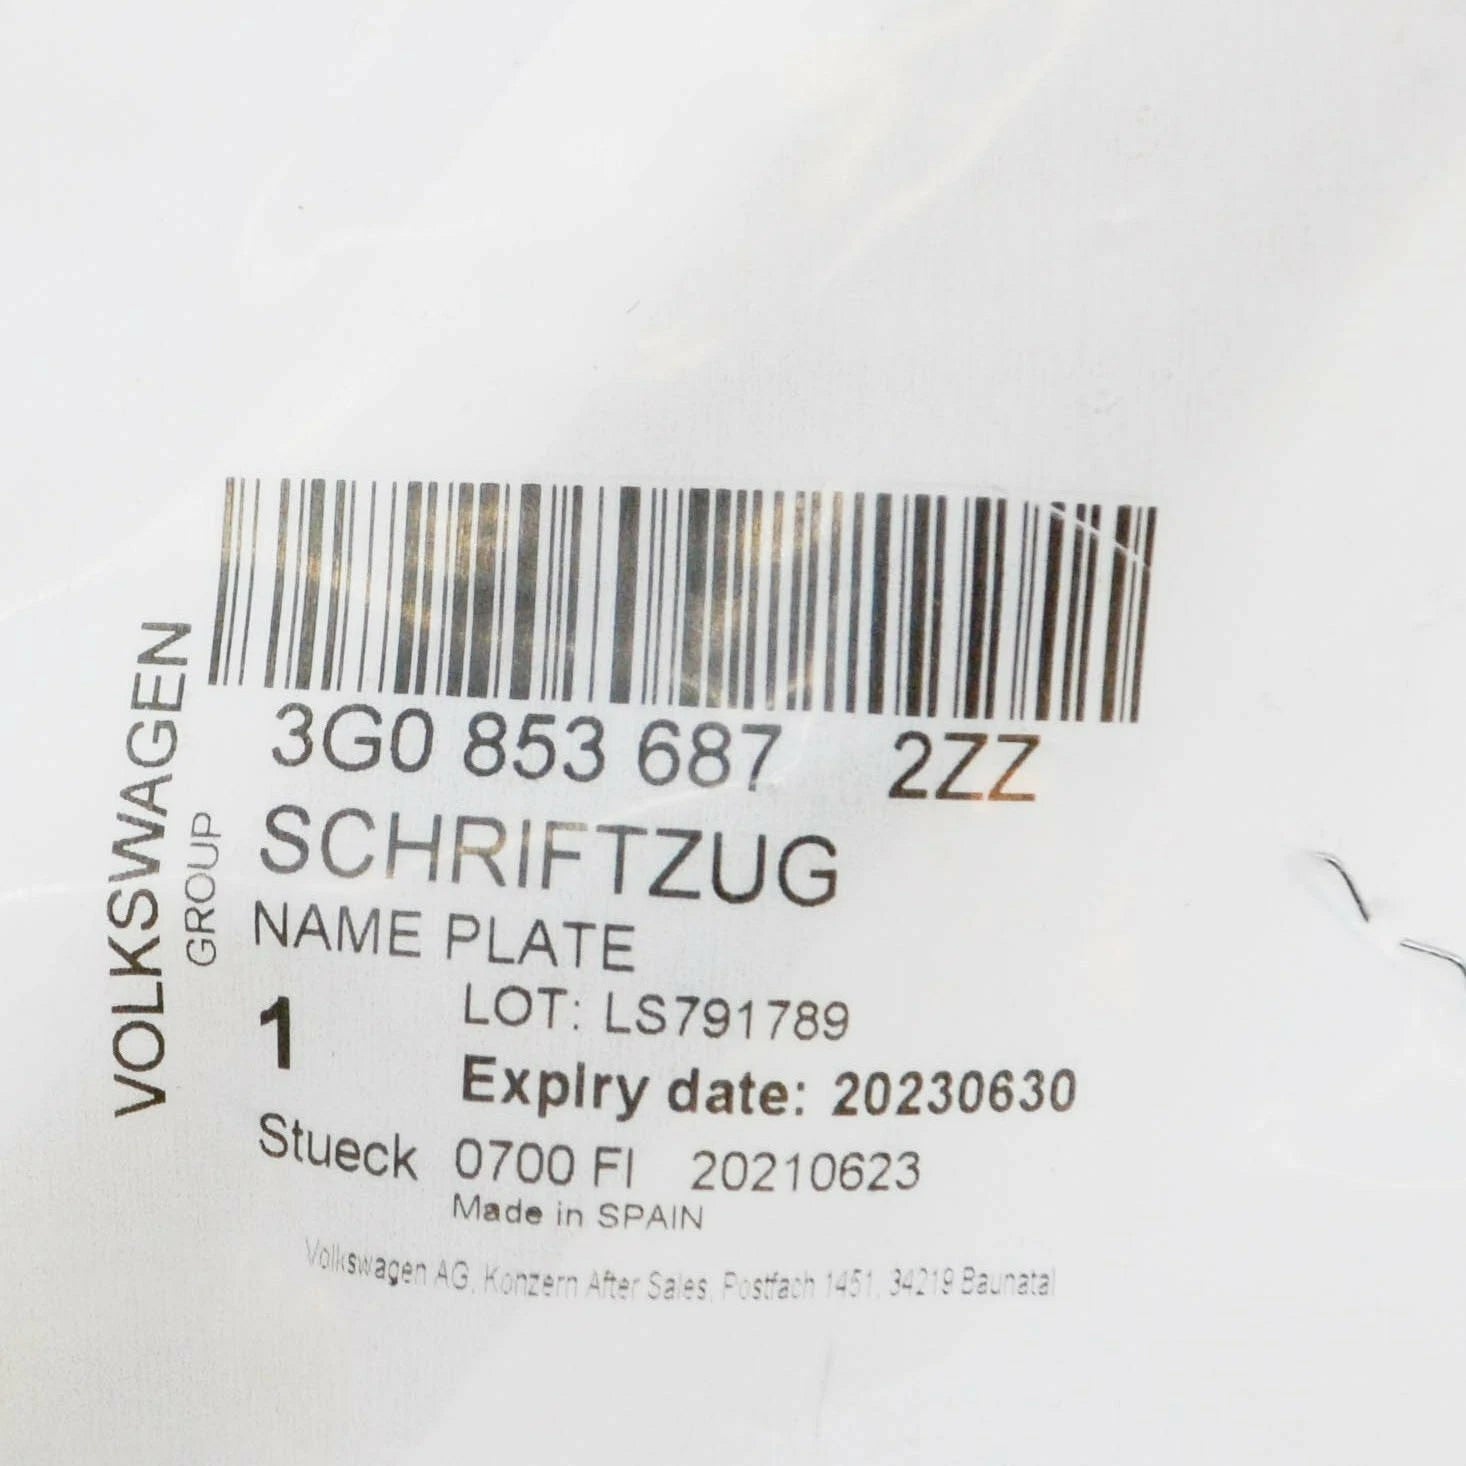 VOLKSWAGEN
GROUP
3G0 853 687 2ZZ
SCHRIFTZUG
NAME PLATE
1 LOT: LS791789
Expiry date: 20230630
Stueck 0700 FI 20210623
Made in SPAIN
Volkswagen AG, Konzern After Sales, Postfach 1451, 34219 Baunatal